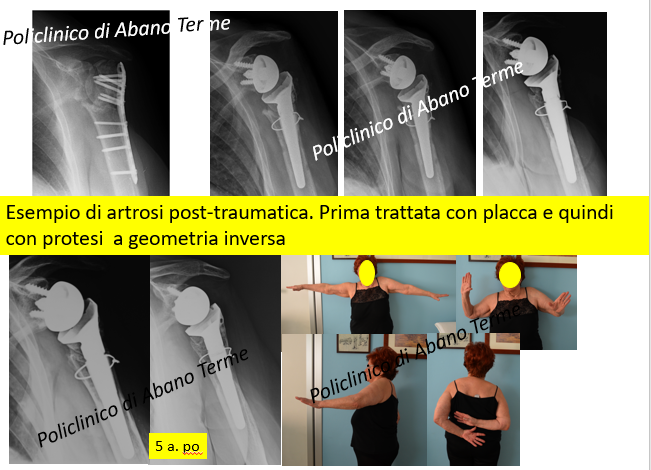 Policlinico di Abano Terme
Policlinico di Abano Terme
Esempio di artrosi post-traumatica. Prima trattata con placca e quindi
con protesi a geometria inversa
Policlinico di Abano Terme
Policlinico di Abano Terme
5 a. po